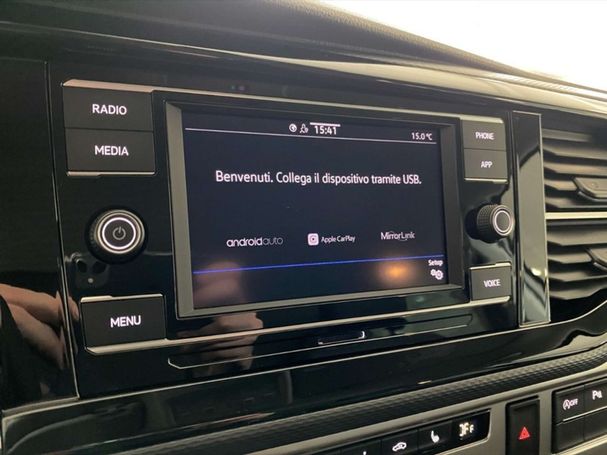 RADIO
MEDIA
MENU
15:41
15.0 °C
Benvenuti. Collega il dispositivo tramite USB.
androidauto
Apple CarPlay
MirrorLink
Setup
PHONE
APP
VOICE
OFF
P